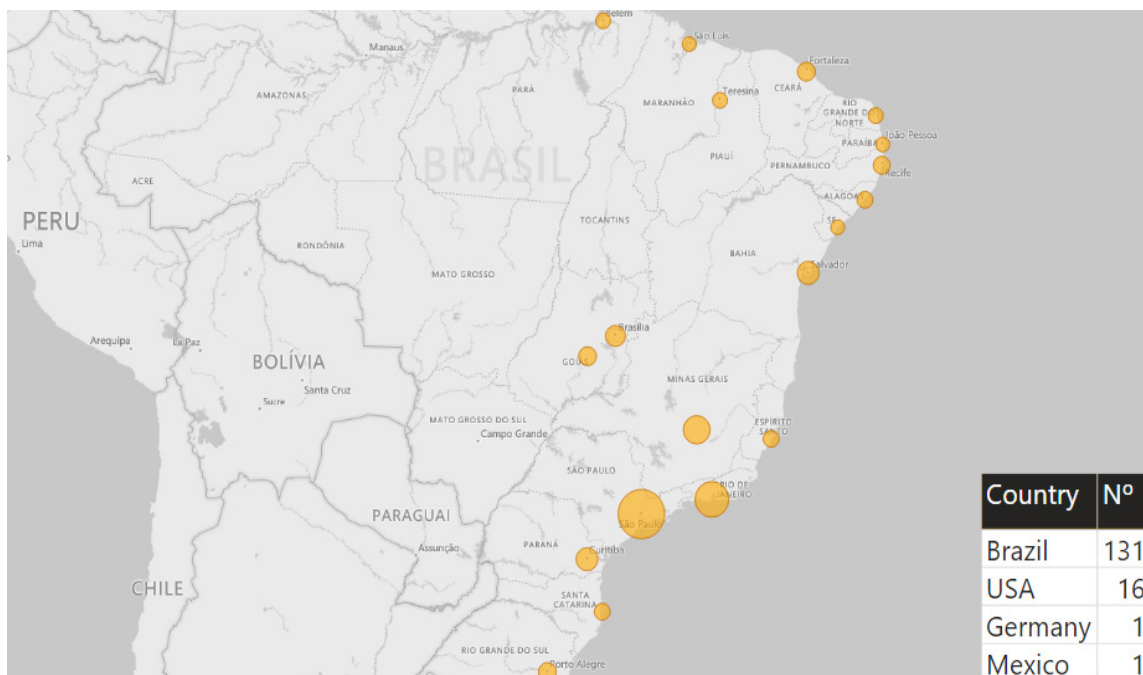 Belém
São Luis
Manaus
Fortaleza
AMAZONAS
PARÁ
MARANHÃO
Teresina
CEARÁ
RIO
GRANDE DO
NORTE
BRASIL
PIAUÍ
PARAÍBA
João Pessoa
PERNAMBUCO
Recife
ACRE
ALAGOAS
PERU
TOCANTINS
SE
Lima
RONDÔNIA
BAHIA
MATO GROSSO
Salvador
Arequipa
La Paz
Brasília
BOLÍVIA
GOIÁS
Santa Cruz
MINAS GERAIS
Sucre
MATO GROSSO DO SUL
Campo Grande
ESPÍRITO
SANTO
SÃO PAULO
RIO DE
JANEIRO
São Paulo
PARAGUAI
Assunção
PARANÁ
Curitiba
CHILE
SANTA
CATARINA
RIO GRANDE DO SUL
Porto Alegre
Country Nº
Brazil 131
USA 16
Germany 1
Mexico 1